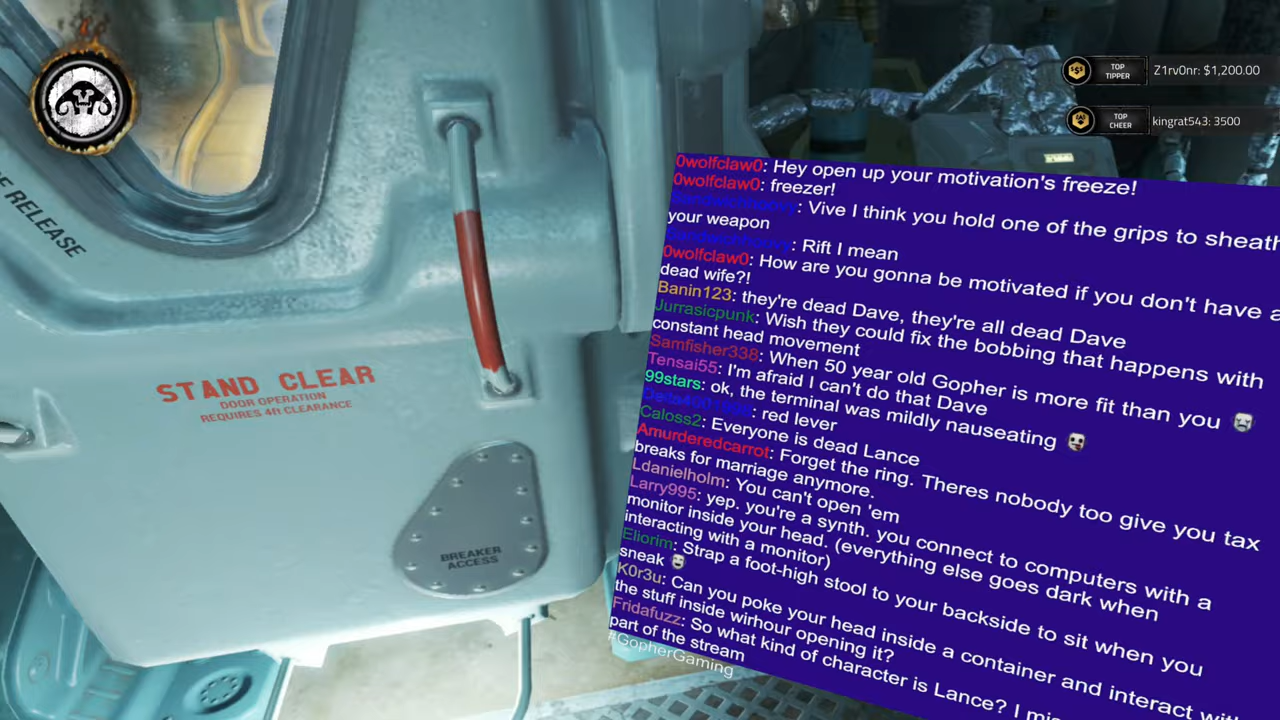 TOP
TIPPER
Z1rv0nr: $1,200.00
TOP
CHEER
kingrat543: 3500
RELEASE
STAND CLEAR
DOOR OPERATION
REQUIRES 4ft CLEARANCE
BREAKER
ACCESS
0wolfclaw0: Hey open up your motivation's freeze!
0wolfclaw0: freezer!
: Vive I think you hold one of the grips to sheath
your weapon
: Rift I mean
0wolfclaw0: How are you gonna be motivated if you don't have a
dead wife?!
Banin123: they're dead Dave, they're all dead Dave
Jurrasicpunk: Wish they could fix the bobbing that happens with
constant head movement
Samfisher338: When 50 year old Gopher is more fit than you
Tensai55: I'm afraid I can't do that Dave
99stars: ok, the terminal was mildly nauseating
: red lever
Caloss2: Everyone is dead Lance
Amurderedcarrot: Forget the ring. Theres nobody too give you tax
breaks for marriage anymore.
Ldanielholm: You can't open 'em
Larry995: yep. you're a synth. you connect to computers with a
monitor inside your head. (everything else goes dark when
interacting with a monitor)
Eliorim: Strap a foot-high stool to your backside to sit when you
sneak
K0r3u: Can you poke your head inside a container and interact with
the stuff inside wirhour opening it?
Fridafuzz: So what kind of character is Lance? I
part of the stream
#GopherGaming